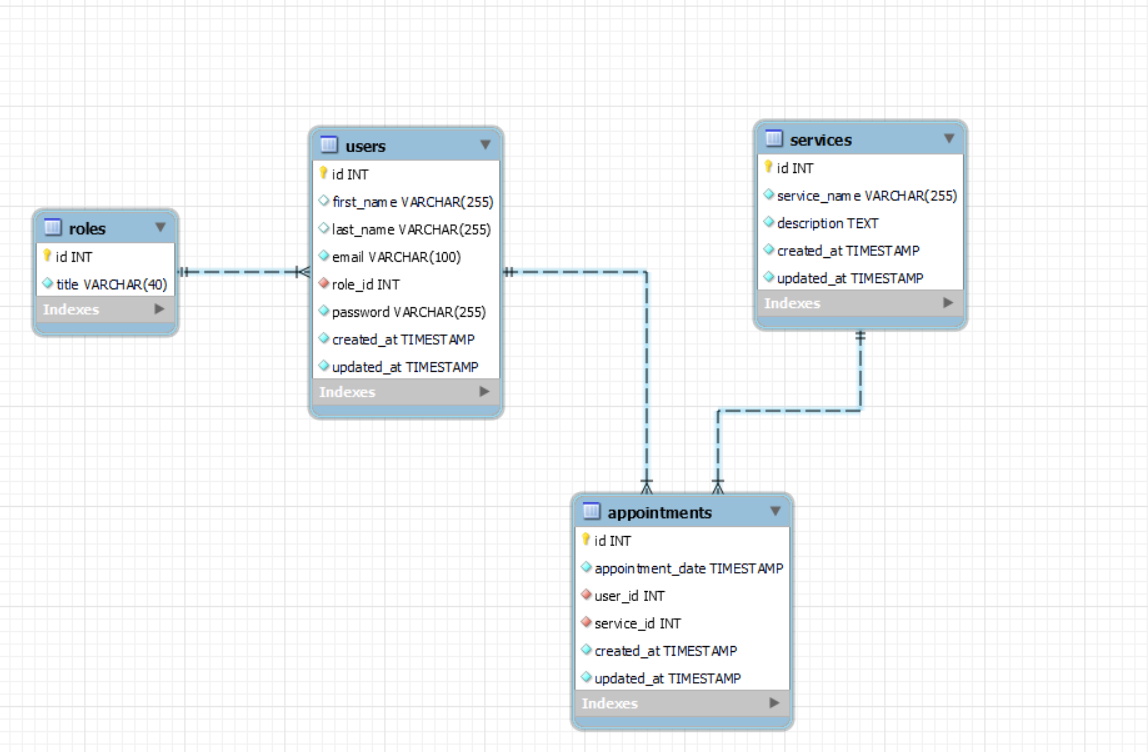 roles
id INT
title VARCHAR(40)
Indexes
users
id INT
first_name VARCHAR(255)
last_name VARCHAR(255)
email VARCHAR(100)
role_id INT
password VARCHAR(255)
created_at TIMESTAMP
updated_at TIMESTAMP
Indexes
services
id INT
service_name VARCHAR(255)
description TEXT
created_at TIMESTAMP
updated_at TIMESTAMP
Indexes
appointments
id INT
appointment_date TIMESTAMP
user_id INT
service_id INT
created_at TIMESTAMP
updated_at TIMESTAMP
Indexes